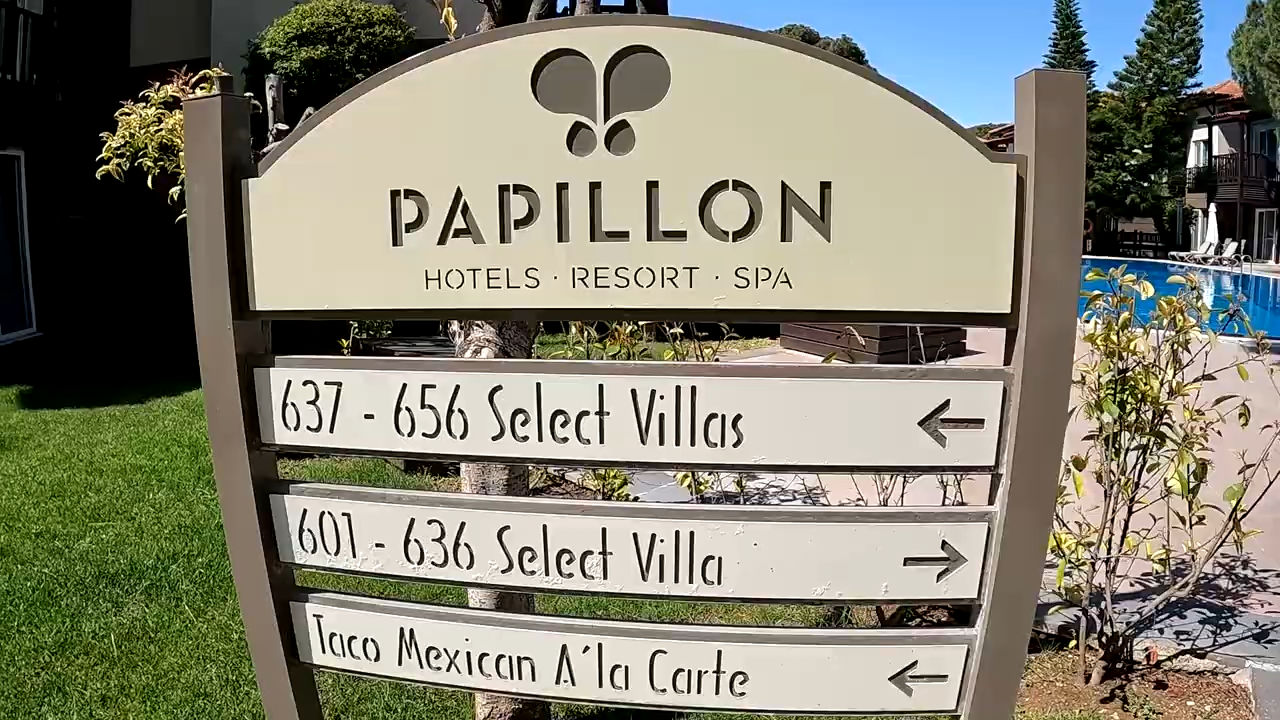 PAPILLON
HOTELS · RESORT · SPA
637 - 656 Select Villas ←
601 - 636 Select Villa →
Taco Mexican A'la Carte ←